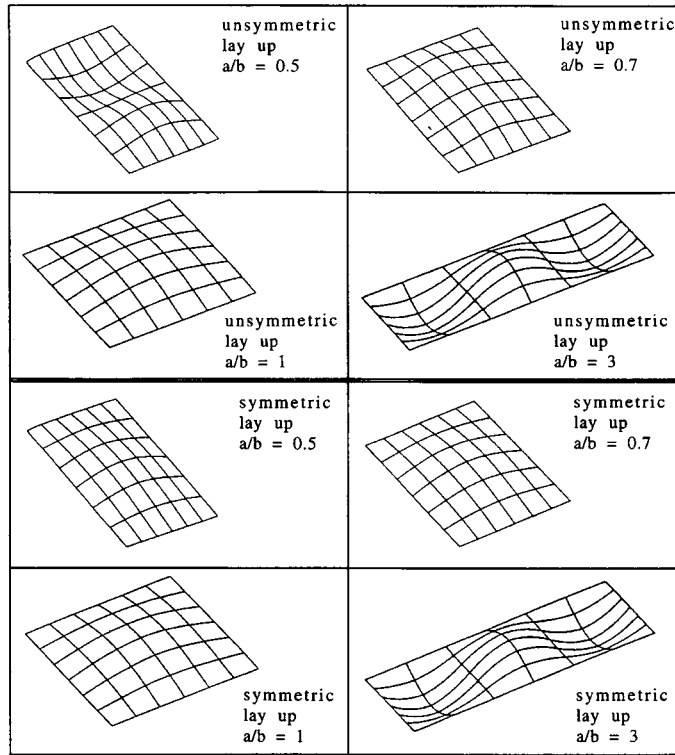 unsymmetric
lay up
a/b = 0.5
unsymmetric
lay up
a/b = 0.7
unsymmetric
lay up
a/b = 1
unsymmetric
lay up
a/b = 3
symmetric
lay up
a/b = 0.5
symmetric
lay up
a/b = 0.7
symmetric
lay up
a/b = 1
symmetric
lay up
a/b = 3